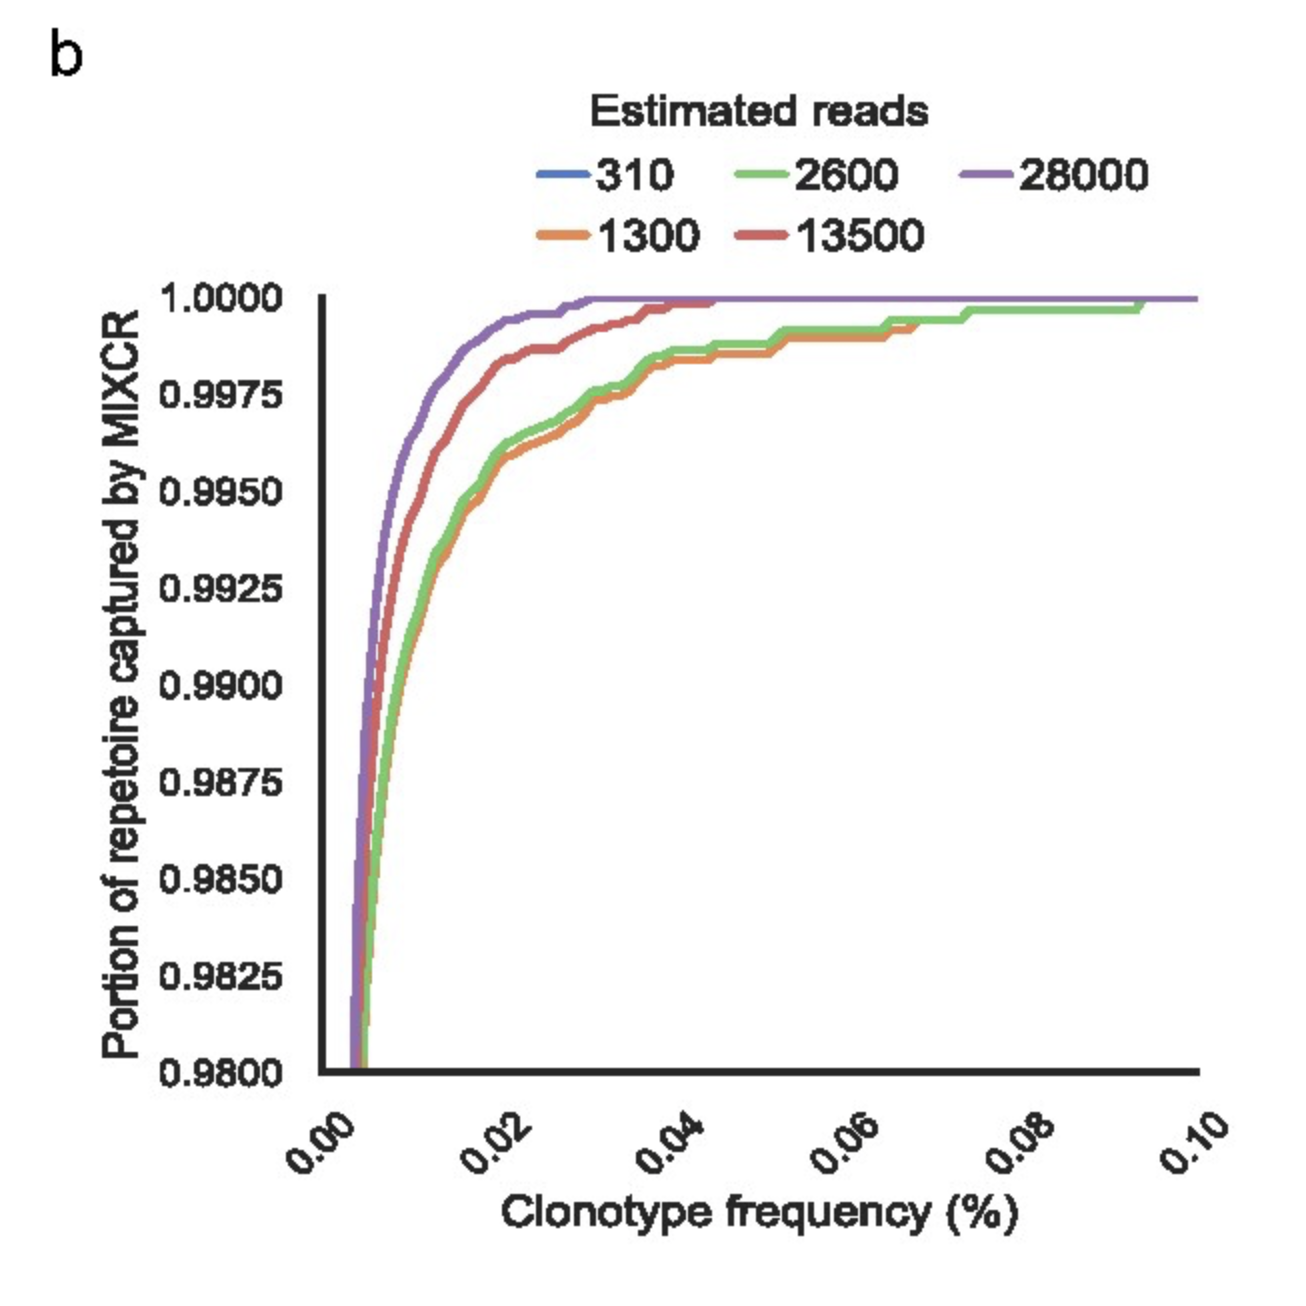 b
Estimated reads
310 2600 28000
1300 13500
Portion of repetoire captured by MIXCR
1.0000
0.9975
0.9950
0.9925
0.9900
0.9875
0.9850
0.9825
0.9800
0.00 0.02 0.04 0.06 0.08 0.10
Clonotype frequency (%)